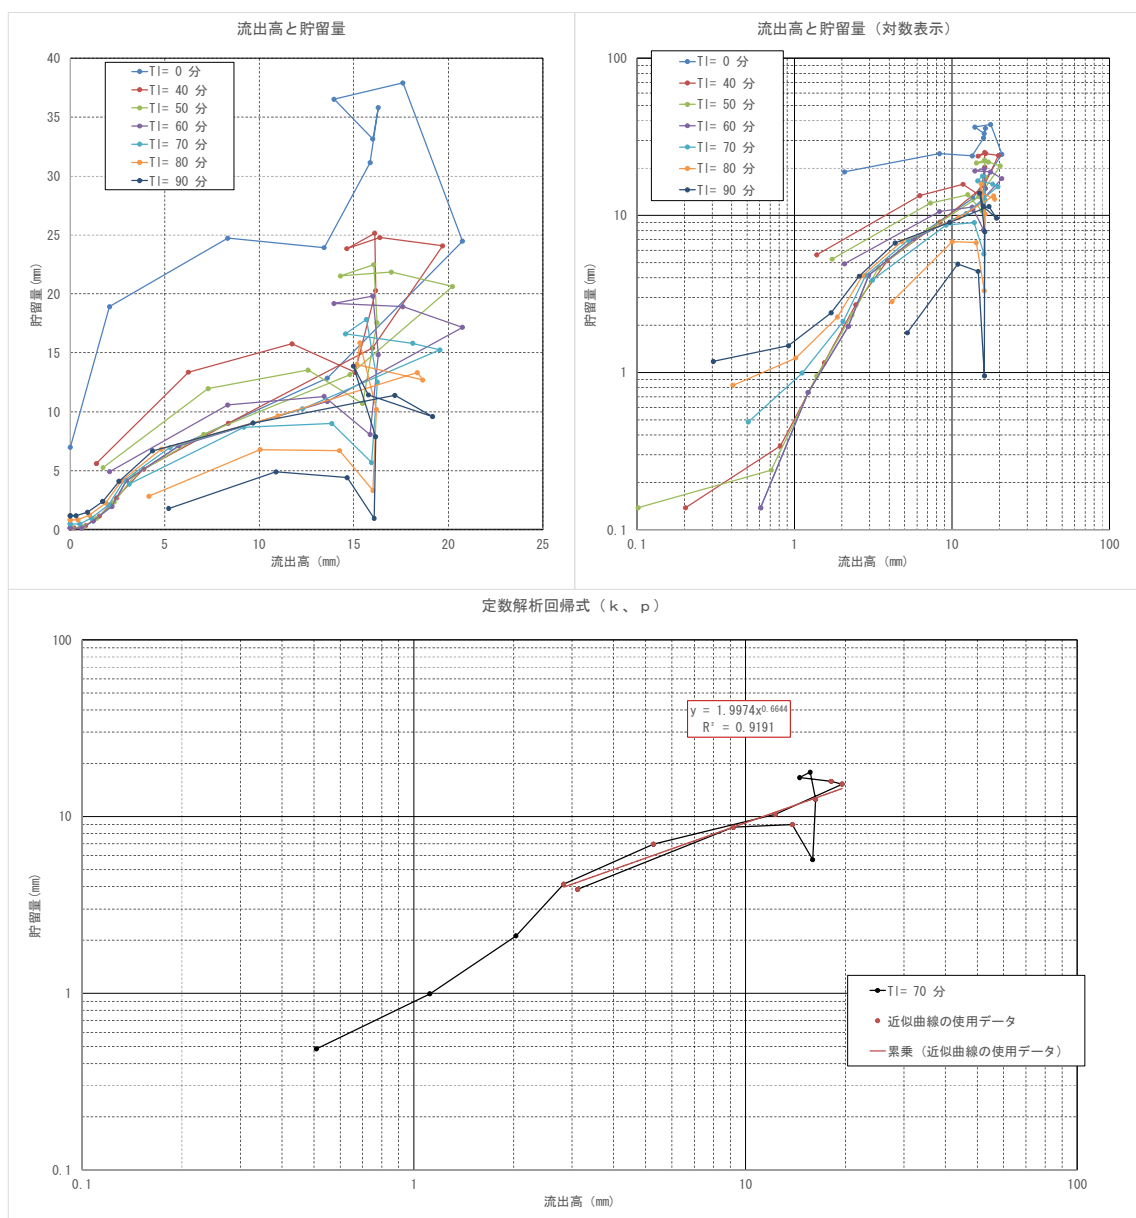 流出高と貯留量
40
35
30
25
20
15
10
5
0
0
5
10
15
20
25
貯留量(mm)
流出高 (mm)
TI= 0 分
TI= 40 分
TI= 50 分
TI= 60 分
TI= 70 分
TI= 80 分
TI= 90 分
流出高と貯留量（対数表示）
100
10
1
0.1
0.1
1
10
100
貯留量(mm)
流出高 (mm)
TI= 0 分
TI= 40 分
TI= 50 分
TI= 60 分
TI= 70 分
TI= 80 分
TI= 90 分
定数解析回帰式（ｋ、ｐ）
100
10
1
0.1
0.1
1
10
100
貯留量(mm)
流出高 (mm)
y = 1.9974x^0.6644
R² = 0.9191
TI= 70 分
近似曲線の使用データ
累乗（近似曲線の使用データ）